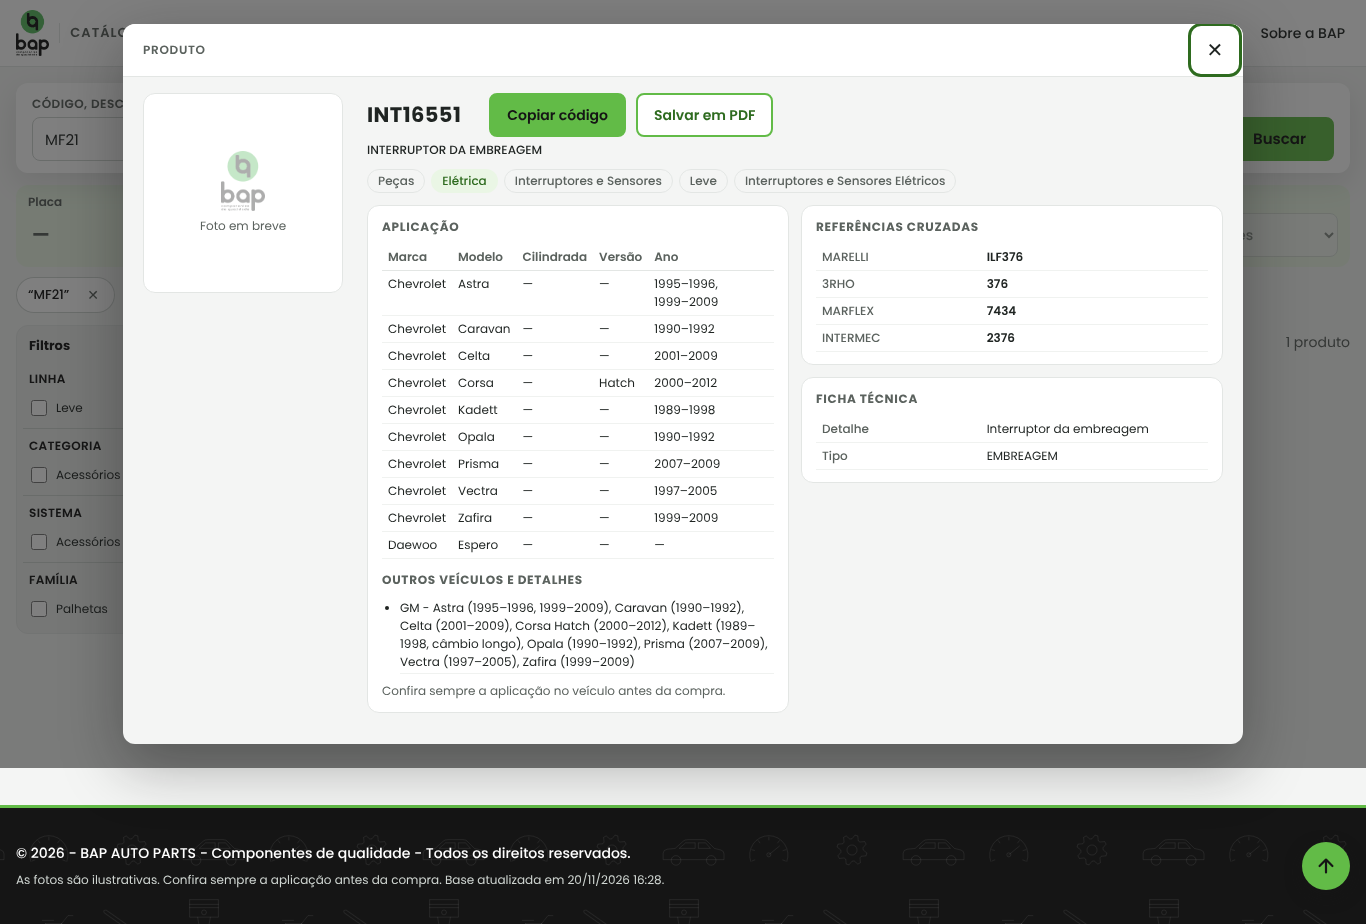 bap
CATÁLO
Sobre a BAP
PRODUTO
✕
CÓDIGO, DESC
MF21
Buscar
Placa
—
es
"MF21" ✕
Filtros
LINHA
Leve
CATEGORIA
Acessórios
SISTEMA
Acessórios
FAMÍLIA
Palhetas
1 produto
bap
Foto em breve
INT16551
Copiar código
Salvar em PDF
INTERRUPTOR DA EMBREAGEM
Peças Elétrica Interruptores e Sensores Leve Interruptores e Sensores Elétricos
APLICAÇÃO
Marca Modelo Cilindrada Versão Ano
Chevrolet Astra — — 1995–1996,
1999–2009
Chevrolet Caravan — — 1990–1992
Chevrolet Celta — — 2001–2009
Chevrolet Corsa — Hatch 2000–2012
Chevrolet Kadett — — 1989–1998
Chevrolet Opala — — 1990–1992
Chevrolet Prisma — — 2007–2009
Chevrolet Vectra — — 1997–2005
Chevrolet Zafira — — 1999–2009
Daewoo Espero — — —
OUTROS VEÍCULOS E DETALHES
• GM - Astra (1995–1996, 1999–2009), Caravan (1990–1992),
Celta (2001–2009), Corsa Hatch (2000–2012), Kadett (1989–
1998, câmbio longo), Opala (1990–1992), Prisma (2007–2009),
Vectra (1997–2005), Zafira (1999–2009)
Confira sempre a aplicação no veículo antes da compra.
REFERÊNCIAS CRUZADAS
MARELLI ILF376
3RHO 376
MARFLEX 7434
INTERMEC 2376
FICHA TÉCNICA
Detalhe Interruptor da embreagem
Tipo EMBREAGEM
© 2026 - BAP AUTO PARTS - Componentes de qualidade - Todos os direitos reservados.
As fotos são ilustrativas. Confira sempre a aplicação antes da compra. Base atualizada em 20/11/2026 16:28.